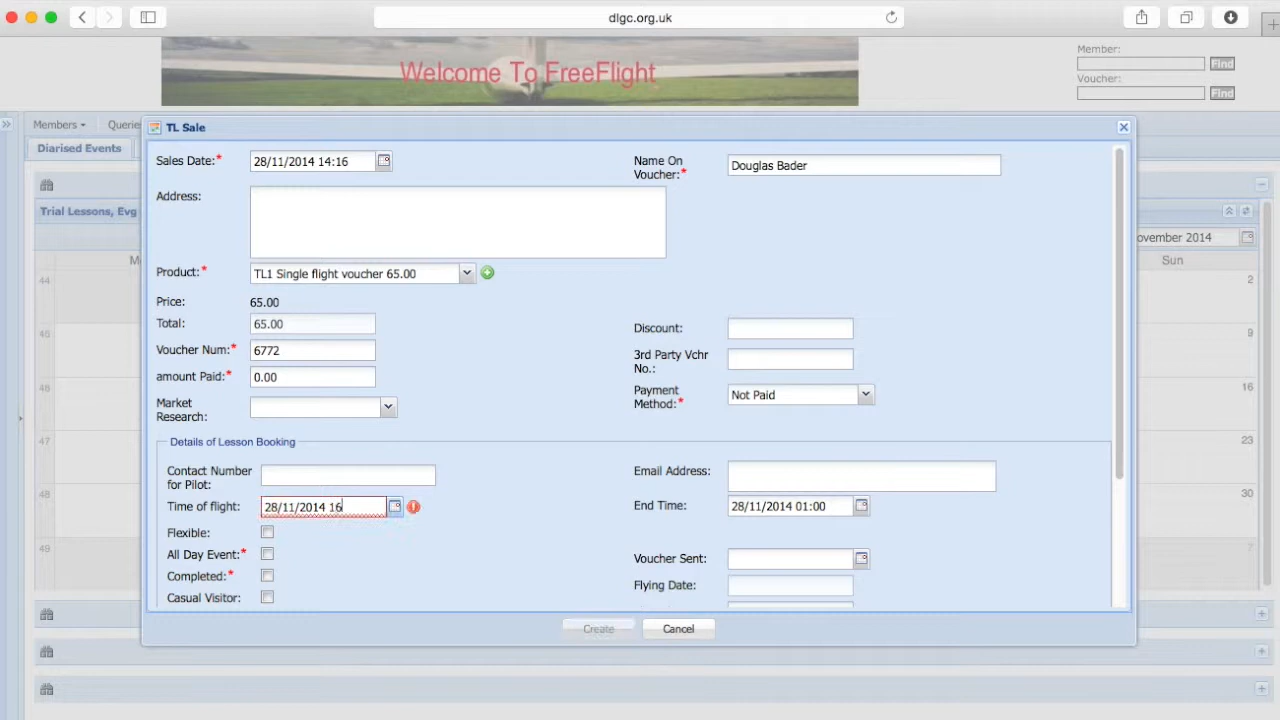 dlgc.org.uk
Welcome To FreeFlight
Member:
Find
Voucher:
Find
Members
Querie
Diarised Events
TL Sale
Sales Date:*
28/11/2014 14:16
Name On Voucher:*
Douglas Bader
Address:
Trial Lessons, Evg
ovember 2014
M
Sun
Product:*
TL1 Single flight voucher 65.00
44
2
Price:
65.00
Total:
65.00
Discount:
45
9
Voucher Num:*
6772
3rd Party Vchr No.:
amount Paid:*
0.00
Payment Method:*
Not Paid
46
16
Market Research:
Details of Lesson Booking
47
23
Contact Number for Pilot:
Email Address:
48
30
Time of flight:
28/11/2014 16
End Time:
28/11/2014 01:00
Flexible:
All Day Event:*
49
7
Voucher Sent:
Completed:*
Flying Date:
Casual Visitor:
Create
Cancel